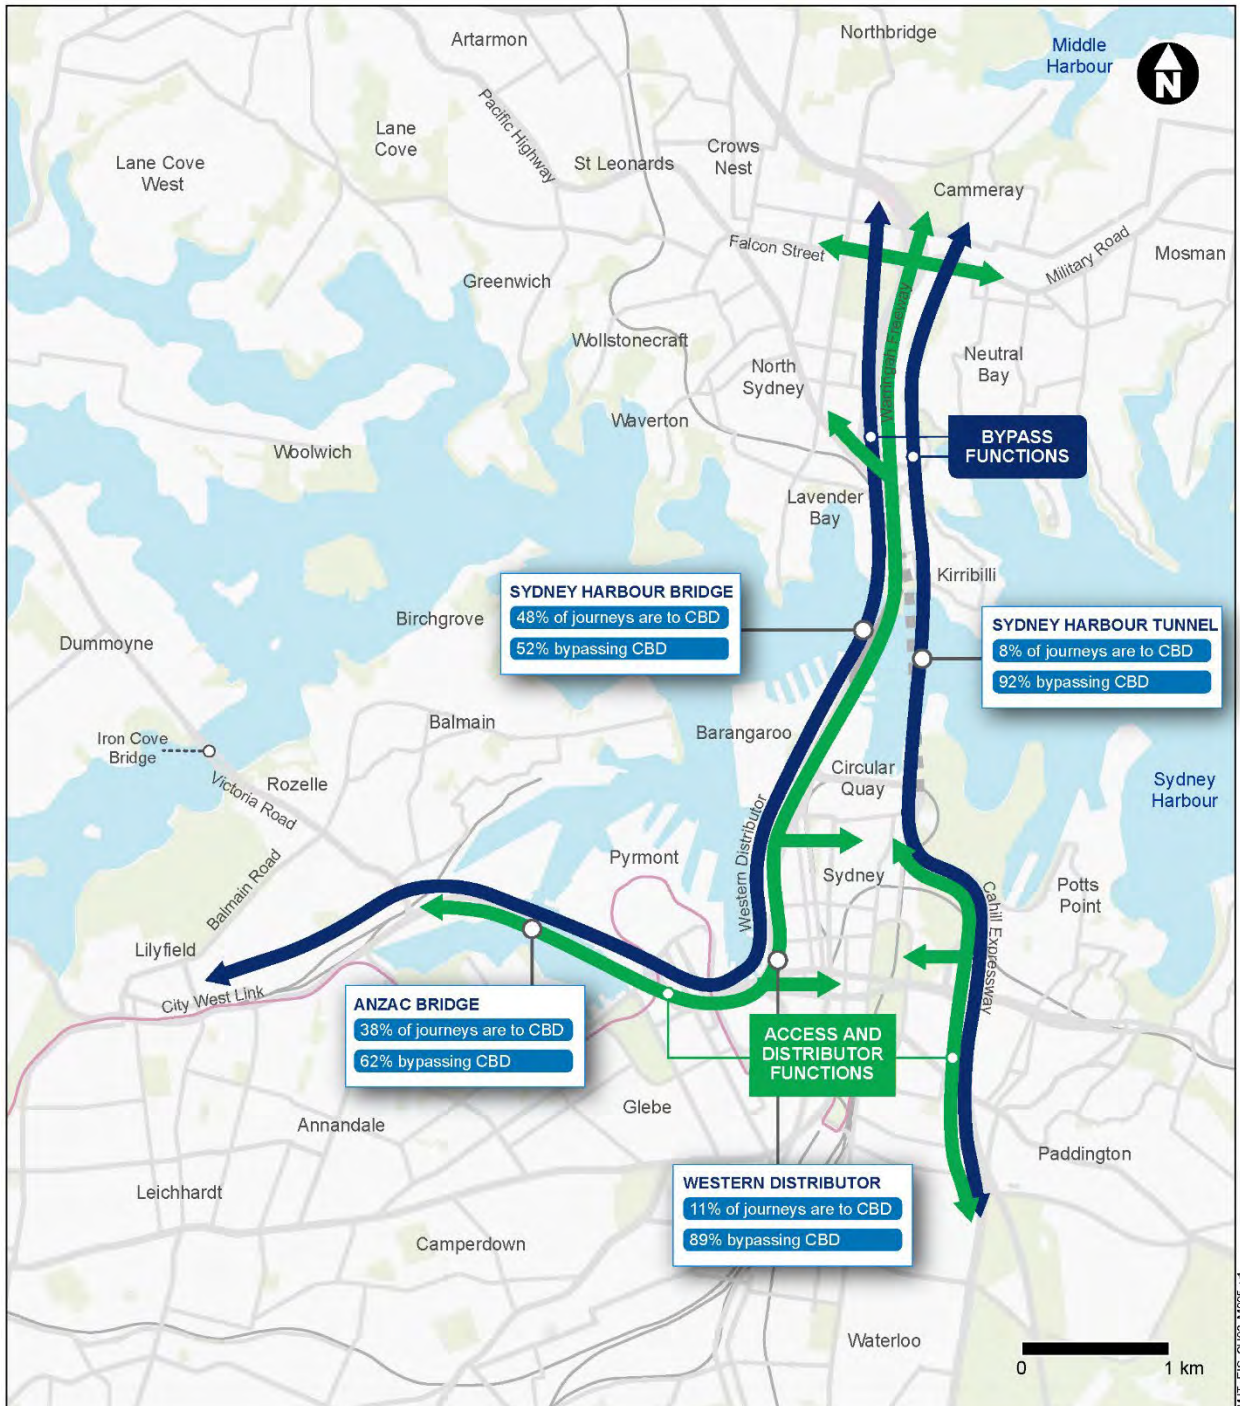 Northbridge
Artarmon
Middle
Harbour
N
Pacific Highway
Lane
Cove
Crows
Nest
St Leonards
Lane Cove
West
Cammeray
Falcon Street
Military Road
Mosman
Greenwich
Warringah Freeway
Wollstonecraft
North
Sydney
Neutral
Bay
Waverton
BYPASS
FUNCTIONS
Woolwich
Lavender
Bay
Kirribilli
SYDNEY HARBOUR BRIDGE
48% of journeys are to CBD
52% bypassing CBD
Birchgrove
SYDNEY HARBOUR TUNNEL
8% of journeys are to CBD
92% bypassing CBD
Dummoyne
Balmain
Barangaroo
Iron Cove
Bridge
Victoria Road
Rozelle
Circular
Quay
Sydney
Harbour
Western Distributor
Pyrmont
Sydney
Potts
Point
Balmain Road
Cahill Expressway
Lilyfield
City West Link
ANZAC BRIDGE
38% of journeys are to CBD
62% bypassing CBD
ACCESS AND
DISTRIBUTOR
FUNCTIONS
Glebe
Annandale
Paddington
WESTERN DISTRIBUTOR
11% of journeys are to CBD
89% bypassing CBD
Leichhardt
Camperdown
Waterloo
0 1 km